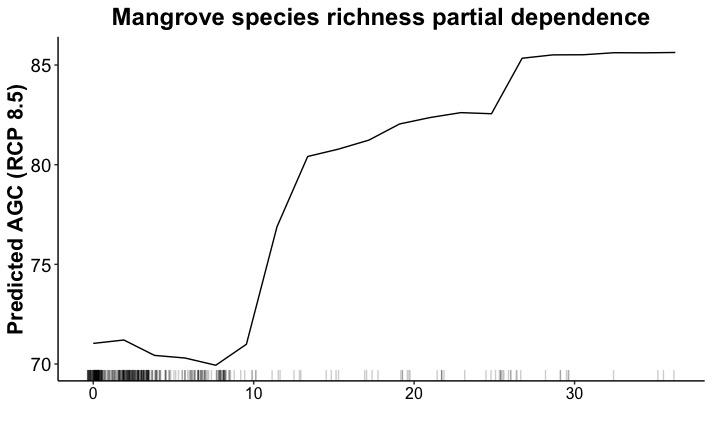 Mangrove species richness partial dependence
Predicted AGC (RCP 8.5)
85
80
75
70
0 10 20 30